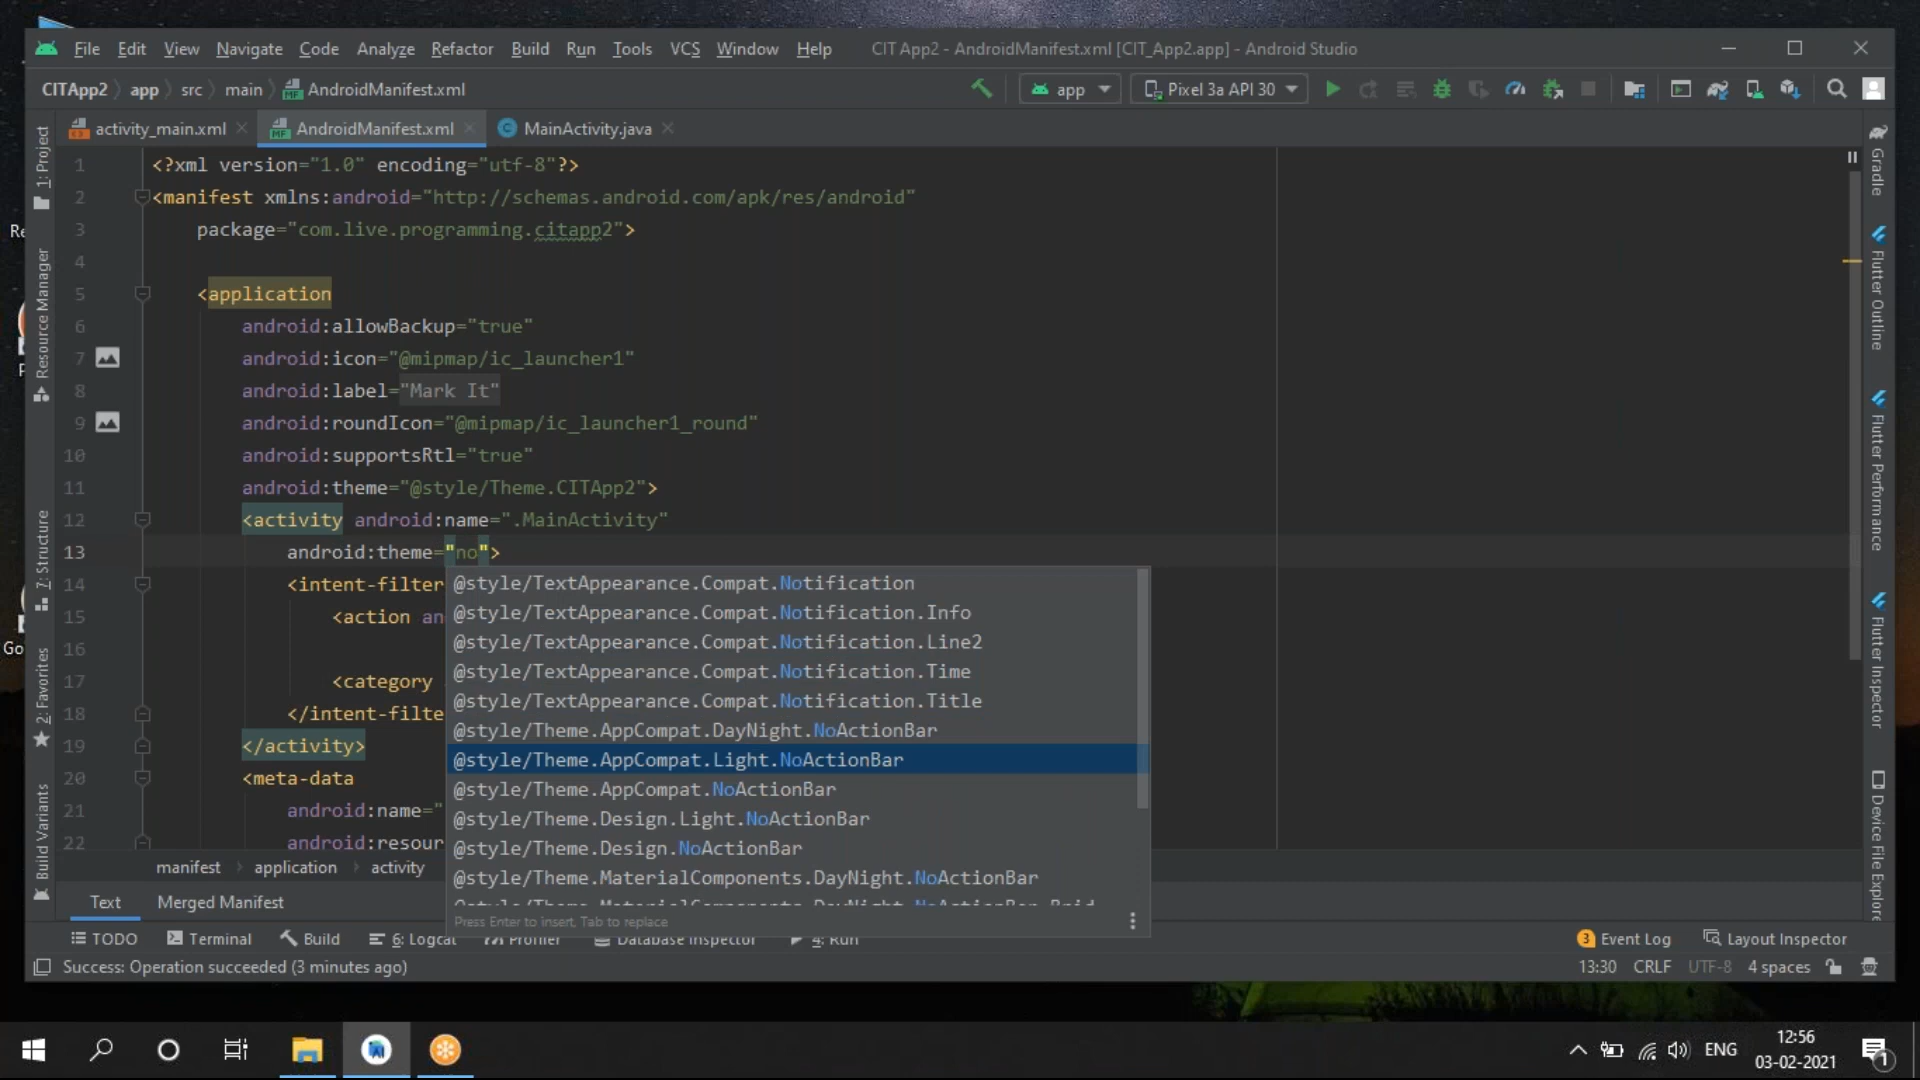 File Edit View Navigate Code Analyze Refactor Build Run Tools VCS Window Help CIT App2 - AndroidManifest.xml [CIT_App2.app] - Android Studio
CITApp2 app src main AndroidManifest.xml app Pixel 3a API 30
activity_main.xml AndroidManifest.xml MainActivity.java
1 <?xml version="1.0" encoding="utf-8"?>
2 <manifest xmlns:android="http://schemas.android.com/apk/res/android"
3 package="com.live.programming.citapp2">
4
5 <application
6 android:allowBackup="true"
7 android:icon="@mipmap/ic_launcher1"
8 android:label="Mark It"
9 android:roundIcon="@mipmap/ic_launcher1_round"
10 android:supportsRtl="true"
11 android:theme="@style/Theme.CITApp2">
12 <activity android:name=".MainActivity"
13 android:theme="no">
14 <intent-filter
15 <action an
16
17 <category
18 </intent-filte
19 </activity>
20 <meta-data
21 android:name="
22 android:resour
@style/TextAppearance.Compat.Notification
@style/TextAppearance.Compat.Notification.Info
@style/TextAppearance.Compat.Notification.Line2
@style/TextAppearance.Compat.Notification.Time
@style/TextAppearance.Compat.Notification.Title
@style/Theme.AppCompat.DayNight.NoActionBar
@style/Theme.AppCompat.Light.NoActionBar
@style/Theme.AppCompat.NoActionBar
@style/Theme.Design.Light.NoActionBar
@style/Theme.Design.NoActionBar
@style/Theme.MaterialComponents.DayNight.NoActionBar
@style/Theme.MaterialComponents.DayNight.NoActionBar.Brid
Press Enter to insert, Tab to replace
manifest application activity
Text Merged Manifest
TODO Terminal Build 6: Logcat Profiler Database Inspector 4: Run 3 Event Log Layout Inspector
Success: Operation succeeded (3 minutes ago) 13:30 CRLF UTF-8 4 spaces
1: Project
Resource Manager
7: Structure
2: Favorites
Build Variants
Gradle
Flutter Outline
Flutter Performance
Flutter Inspector
Device File Explore
Re
P
Go
ENG 12:56
03-02-2021
1